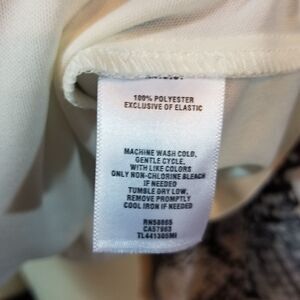 100% POLYESTER
EXCLUSIVE OF ELASTIC
MACHINE WASH COLD,
GENTLE CYCLE,
WITH LIKE COLORS
ONLY NON-CHLORINE BLEACH
IF NEEDED
TUMBLE DRY LOW,
REMOVE PROMPTLY
COOL IRON IF NEEDED
RN58865
CA57963
TL441305MI